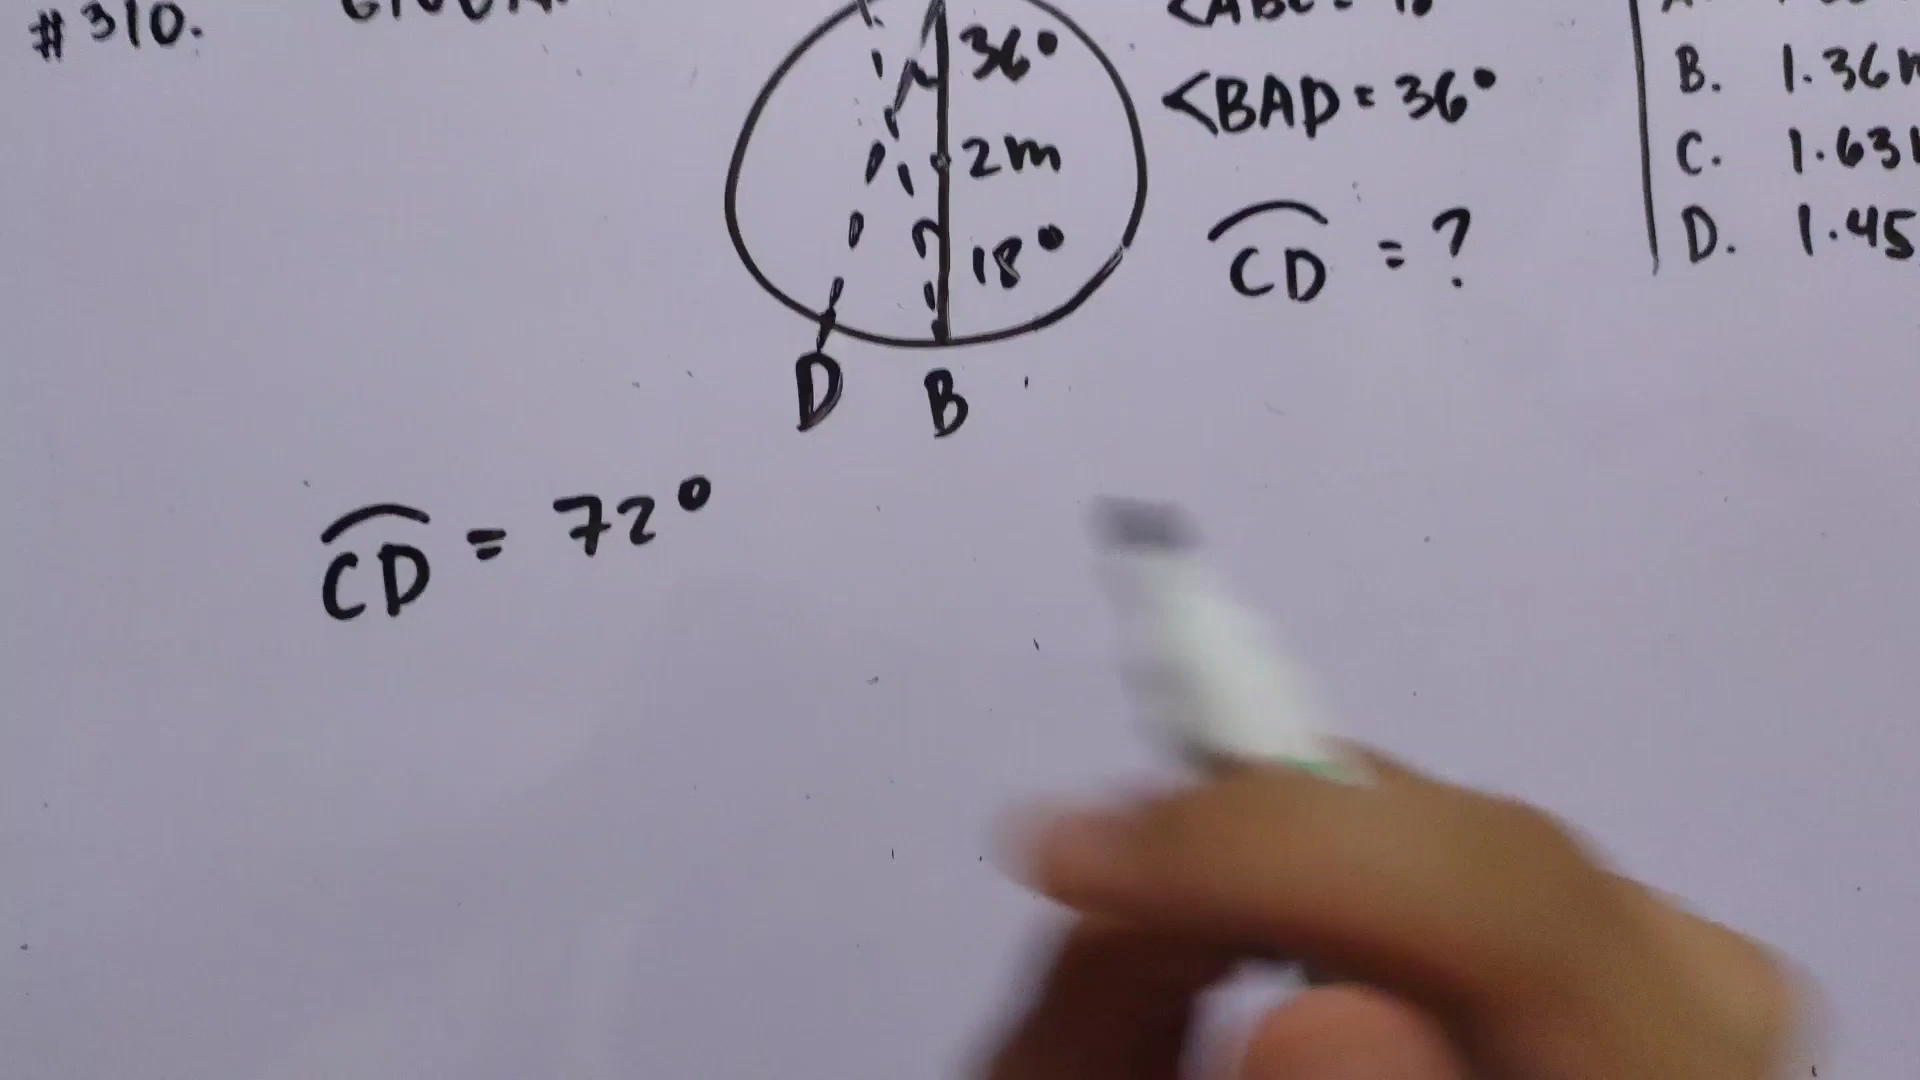 #310.
36°
2m
18°
D B
<BAD = 36°
CD = ?
B. 1.36
C. 1.63
D. 1.45
CD = 72°